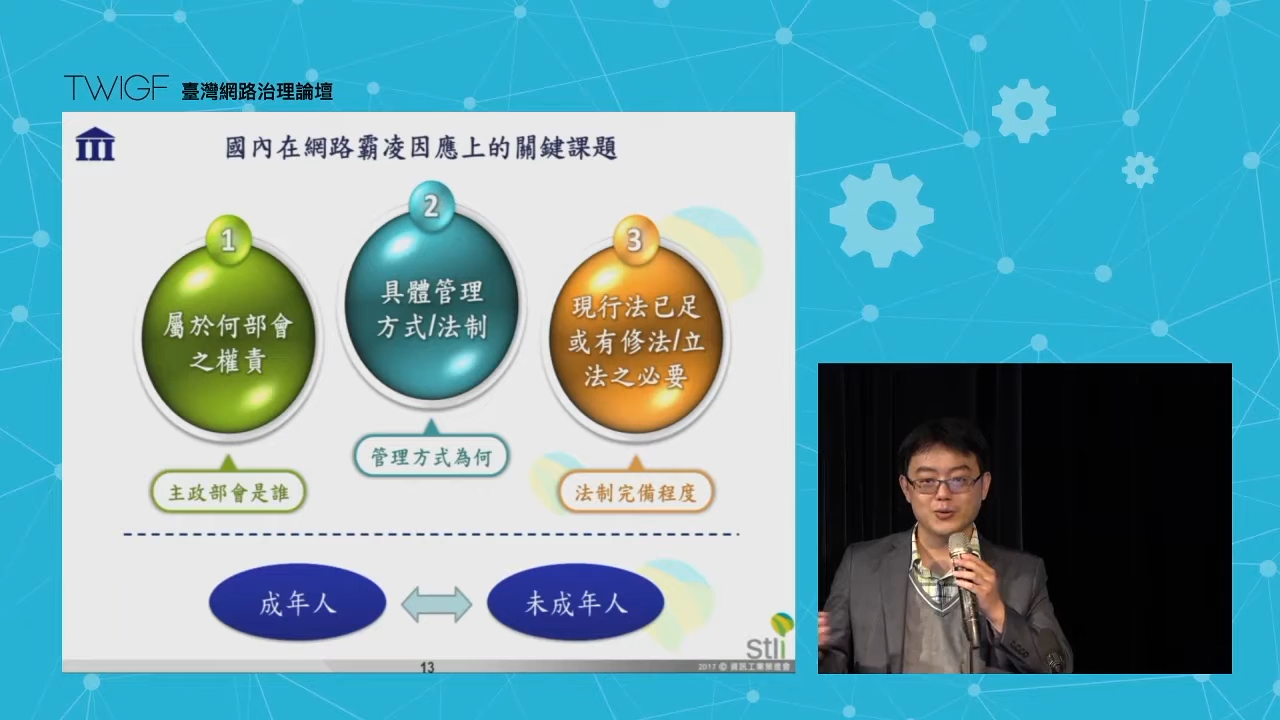 TWIGF 臺灣網路治理論壇
國內在網路霸凌因應上的關鍵課題
1
屬於何部會
之權責
主政部會是誰
2
具體管理
方式/法制
管理方式為何
3
現行法已足
或有修法/立
法之必要
法制完備程度
成年人
未成年人
stli
13
2017 © 資訊工業策進會